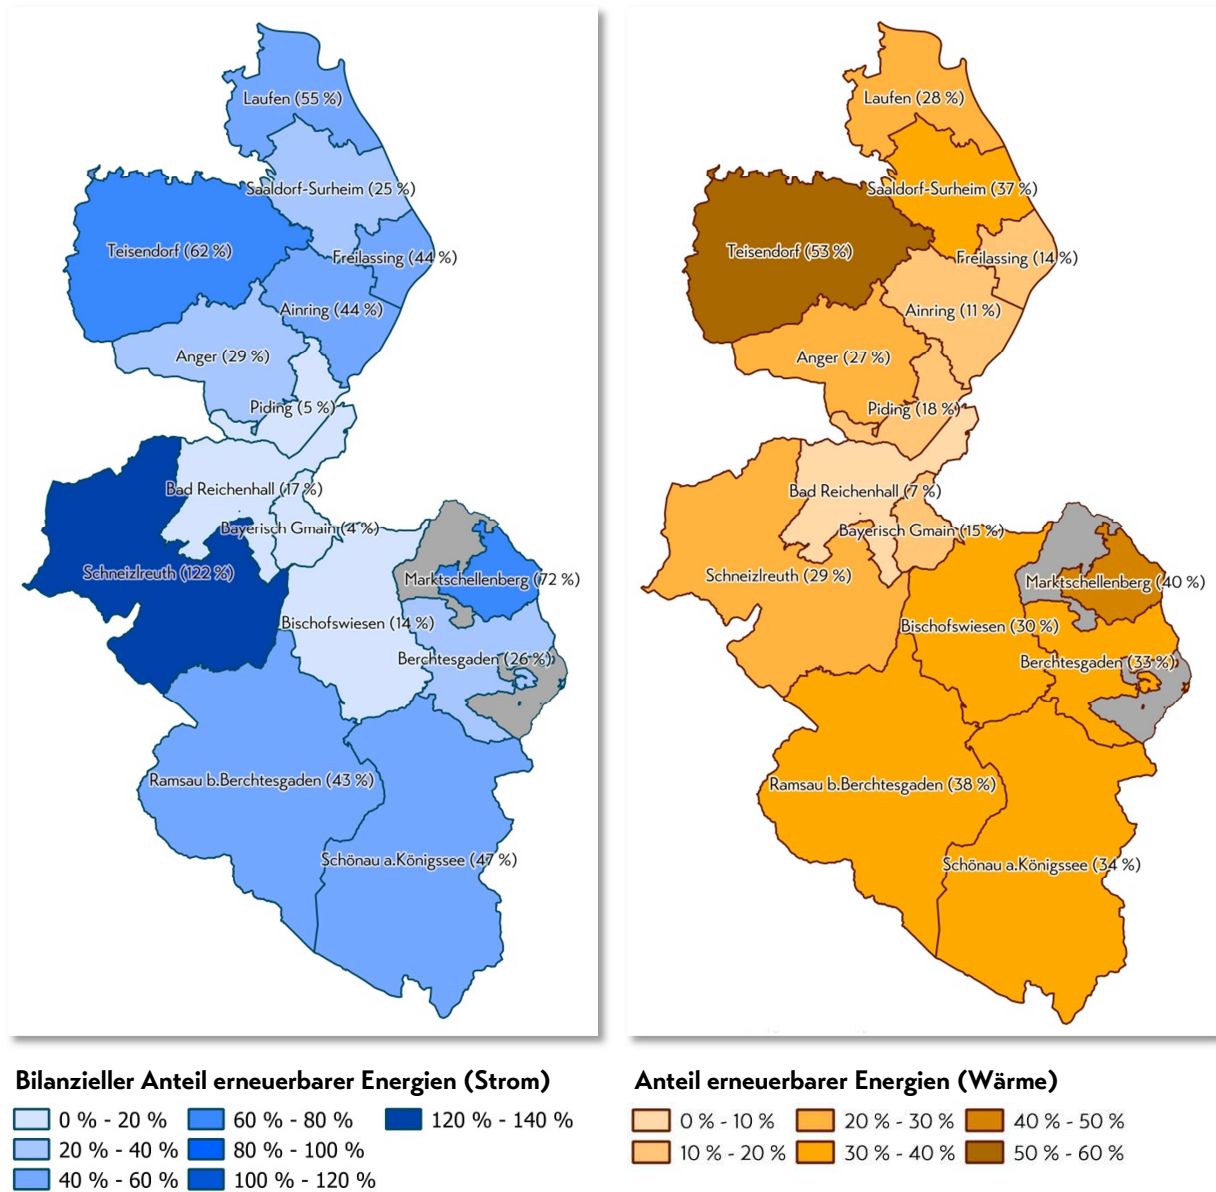 Laufen (55 %)
Saaldorf-Surheim (25 %)
Teisendorf (62 %)
Freilassing (44 %)
Ainring (44 %)
Anger (29 %)
Piding (5 %)
Bad Reichenhall (17 %)
Bayerisch Gmain (4 %)
Schneizlreuth (122 %)
Marktschellenberg (72 %)
Bischofswiesen (14 %)
Berchtesgaden (26 %)
Ramsau b.Berchtesgaden (43 %)
Schönau a.Königssee (47 %)
Laufen (28 %)
Saaldorf-Surheim (37 %)
Teisendorf (53 %)
Freilassing (14 %)
Ainring (11 %)
Anger (27 %)
Piding (18 %)
Bad Reichenhall (7 %)
Bayerisch Gmain (15 %)
Schneizlreuth (29 %)
Marktschellenberg (40 %)
Bischofswiesen (30 %)
Berchtesgaden (33 %)
Ramsau b.Berchtesgaden (38 %)
Schönau a.Königssee (34 %)
Bilanzieller Anteil erneuerbarer Energien (Strom)
0 % - 20 %
20 % - 40 %
40 % - 60 %
60 % - 80 %
80 % - 100 %
100 % - 120 %
120 % - 140 %
Anteil erneuerbarer Energien (Wärme)
0 % - 10 %
10 % - 20 %
20 % - 30 %
30 % - 40 %
40 % - 50 %
50 % - 60 %